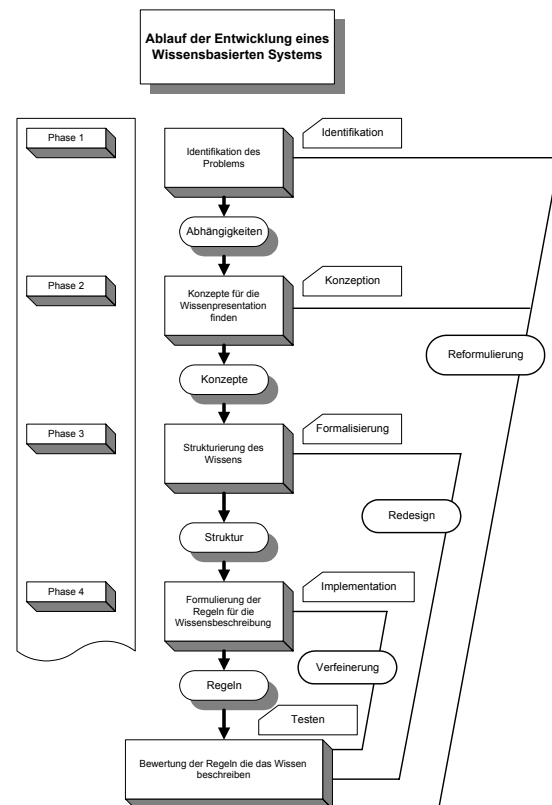 Ablauf der Entwicklung eines
Wissensbasierten Systems
Phase 1
Identifikation des
Problems
Identifikation
Abhängigkeiten
Phase 2
Konzepte für die
Wissenpresentation
finden
Konzeption
Reformulierung
Konzepte
Phase 3
Strukturierung des
Wissens
Formalisierung
Redesign
Struktur
Phase 4
Formulierung der
Regeln für die
Wissensbeschreibung
Implementation
Verfeinerung
Regeln
Testen
Bewertung der Regeln die das Wissen
beschreiben